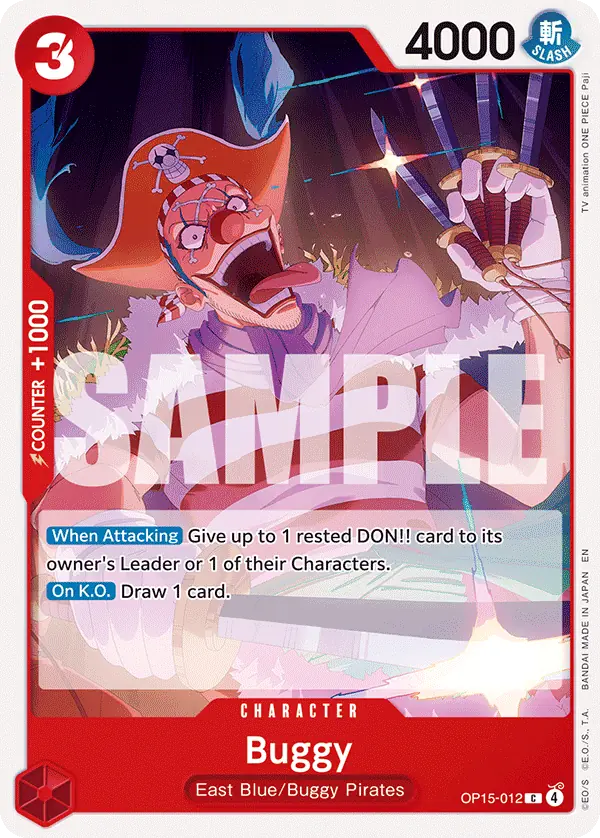 3
4000
斬
SLASH
TV animation ONE PIECE Paji
COUNTER +1000
SAMPLE
When Attacking Give up to 1 rested DON!! card to its
owner's Leader or 1 of their Characters.
On K.O. Draw 1 card.
©EO/S ©E.O./S., T.A. BANDAI MADE IN JAPAN EN
CHARACTER
Buggy
East Blue/Buggy Pirates
OP15-012 C 4